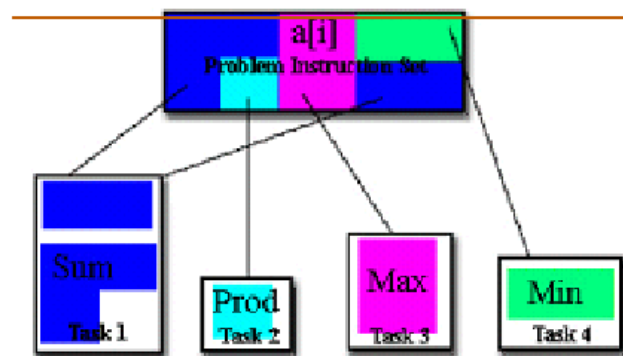 a[i]
Problem Instruction Set
Sum
Task 1
Prod
Task 2
Max
Task 3
Min
Task 4